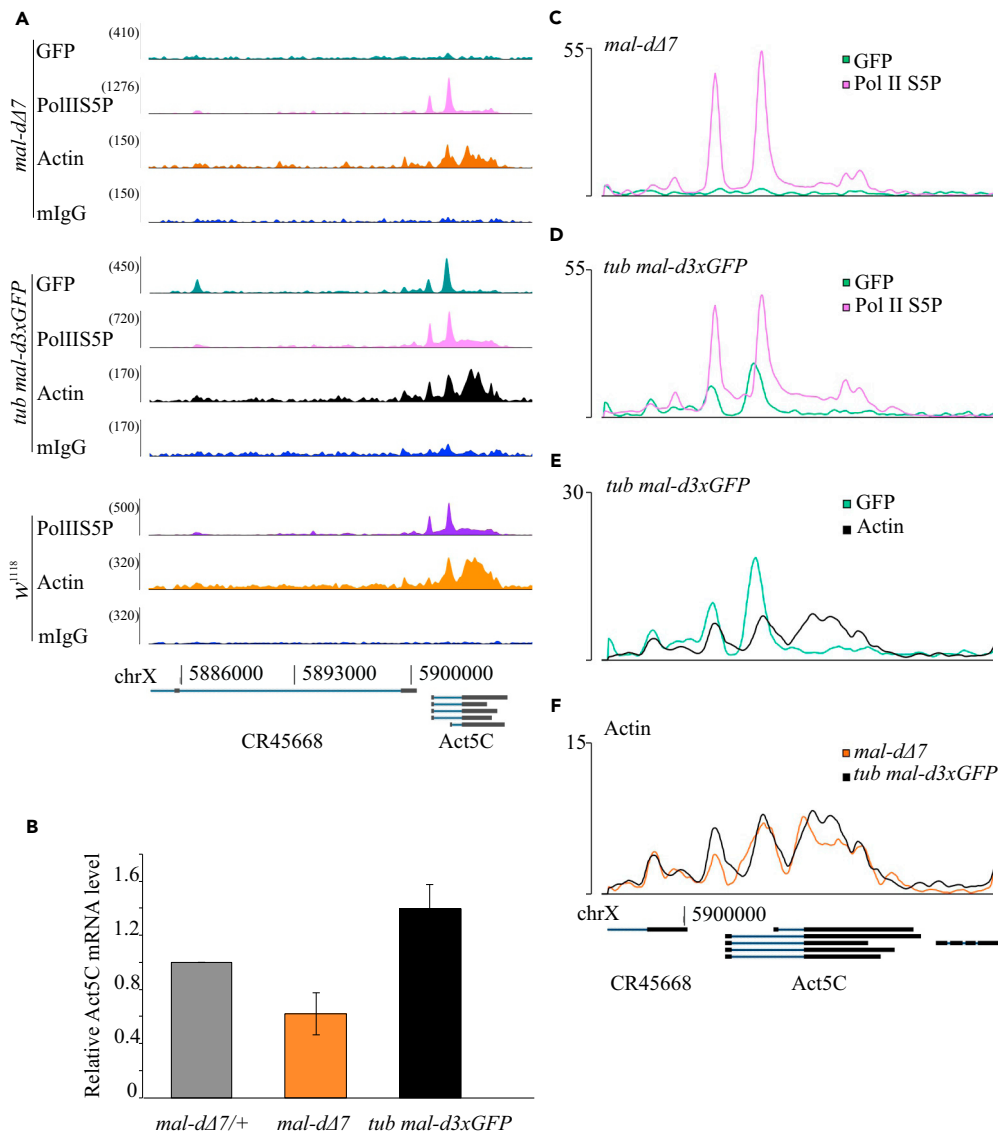 A
mal-dΔ7
GFP
(410)
PolIIS5P
(1276)
Actin
(150)
mIgG
(150)
tub mal-d3xGFP
GFP
(450)
PolIIS5P
(720)
Actin
(170)
mIgG
(170)
w1118
PolIIS5P
(500)
Actin
(320)
mIgG
(320)
chrX
5886000
5893000
5900000
CR45668
Act5C
B
Relative Act5C mRNA level
1.6
1.2
0.8
0.4
0
mal-dΔ7/+
mal-dΔ7
tub mal-d3xGFP
C
mal-dΔ7
55
0
GFP
Pol II S5P
D
tub mal-d3xGFP
55
0
GFP
Pol II S5P
E
tub mal-d3xGFP
30
0
GFP
Actin
F
Actin
15
0
mal-dΔ7
tub mal-d3xGFP
chrX
5900000
CR45668
Act5C